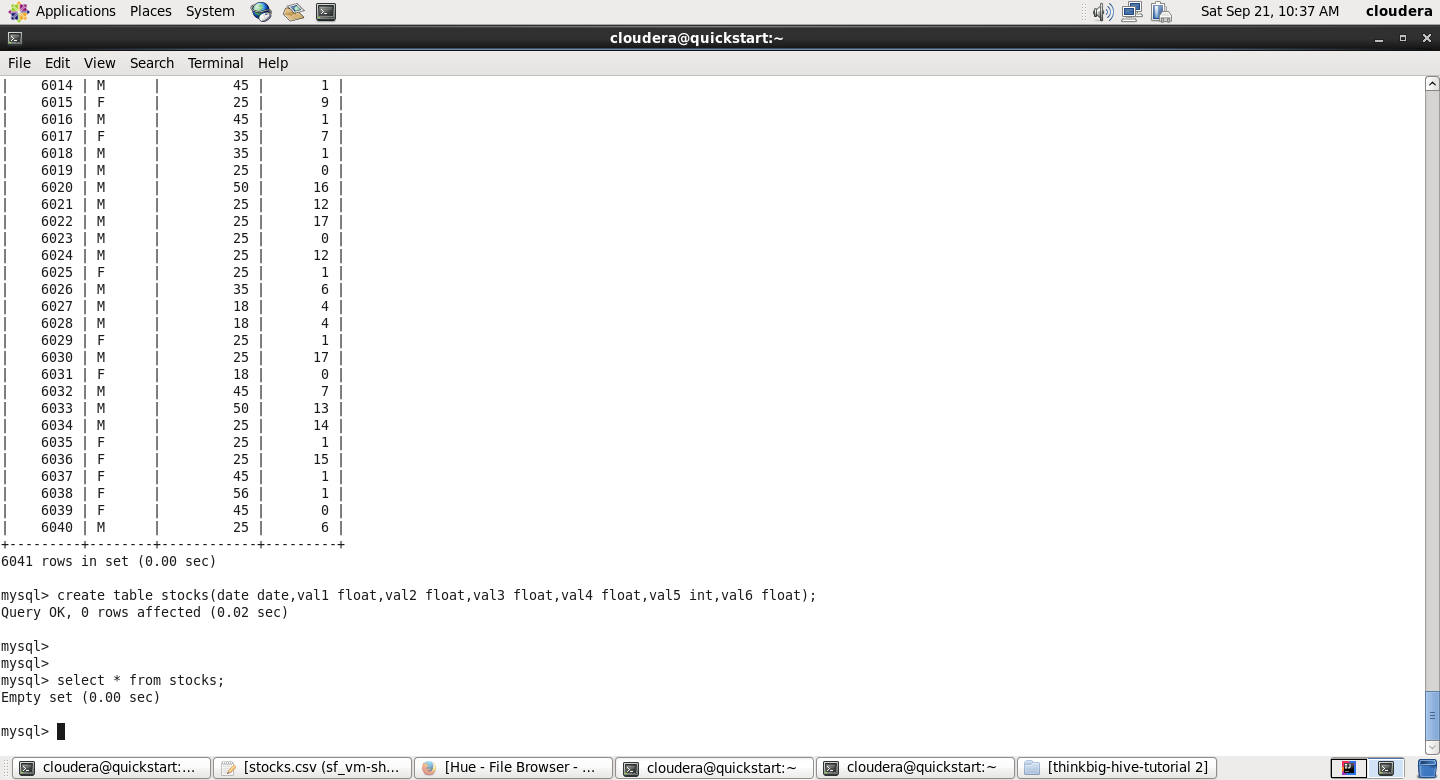 Applications Places System Sat Sep 21, 10:37 AM cloudera
cloudera@quickstart:~
File Edit View Search Terminal Help
| 6014 | M | 45 | 1 |
| 6015 | F | 25 | 9 |
| 6016 | M | 45 | 1 |
| 6017 | F | 35 | 7 |
| 6018 | M | 35 | 1 |
| 6019 | M | 25 | 0 |
| 6020 | M | 50 | 16 |
| 6021 | M | 25 | 12 |
| 6022 | M | 25 | 17 |
| 6023 | M | 25 | 0 |
| 6024 | M | 25 | 12 |
| 6025 | F | 25 | 1 |
| 6026 | M | 35 | 6 |
| 6027 | M | 18 | 4 |
| 6028 | M | 18 | 4 |
| 6029 | F | 25 | 1 |
| 6030 | M | 25 | 17 |
| 6031 | F | 18 | 0 |
| 6032 | M | 45 | 7 |
| 6033 | M | 50 | 13 |
| 6034 | M | 25 | 14 |
| 6035 | F | 25 | 1 |
| 6036 | F | 25 | 15 |
| 6037 | F | 45 | 1 |
| 6038 | F | 56 | 1 |
| 6039 | F | 45 | 0 |
| 6040 | M | 25 | 6 |
+---------+--------+------------+---------+
6041 rows in set (0.00 sec)
mysql> create table stocks(date date,val1 float,val2 float,val3 float,val4 float,val5 int,val6 float);
Query OK, 0 rows affected (0.02 sec)
mysql>
mysql>
mysql> select * from stocks;
Empty set (0.00 sec)
mysql>
cloudera@quickstart:... [stocks.csv (sf_vm-sh... [Hue - File Browser - ... cloudera@quickstart:~ cloudera@quickstart:~ [thinkbig-hive-tutorial 2]